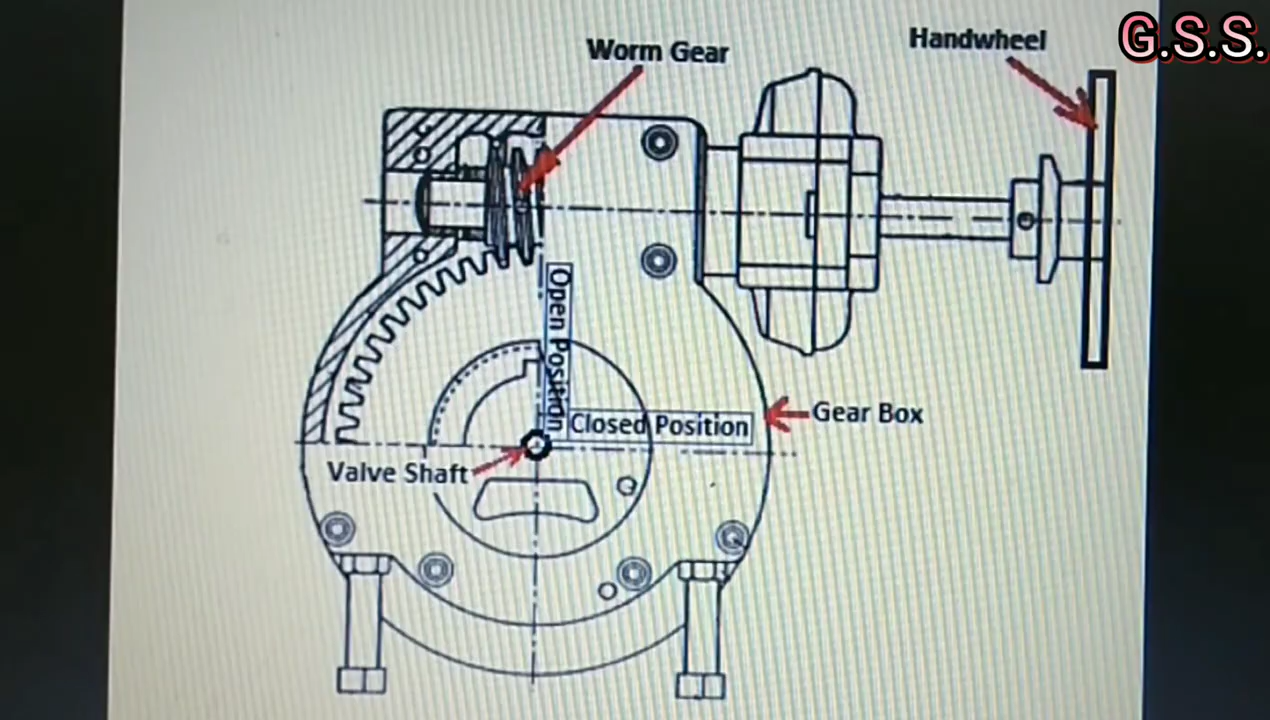 G.S.S.
Handwheel
Worm Gear
Open Position
Closed Position
Gear Box
Valve Shaft